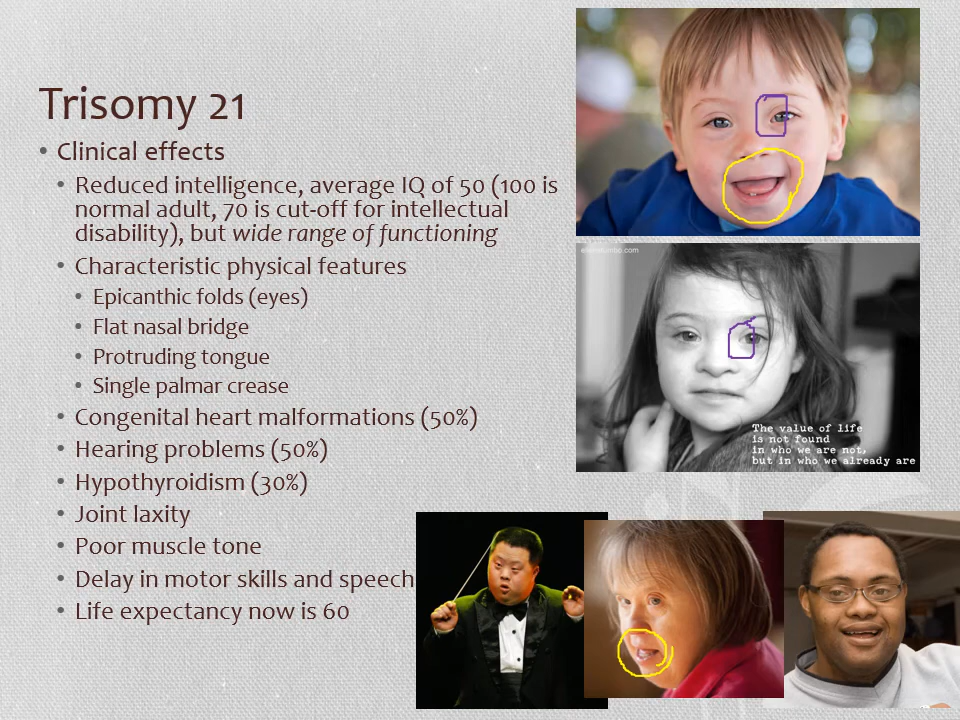 Trisomy 21
• Clinical effects
• Reduced intelligence, average IQ of 50 (100 is
normal adult, 70 is cut-off for intellectual
disability), but wide range of functioning
• Characteristic physical features
• Epicanthic folds (eyes)
• Flat nasal bridge
• Protruding tongue
• Single palmar crease
• Congenital heart malformations (50%)
• Hearing problems (50%)
• Hypothyroidism (30%)
• Joint laxity
• Poor muscle tone
• Delay in motor skills and speech
• Life expectancy now is 60
The value of life
is not found
in who we are not,
but in who we already are